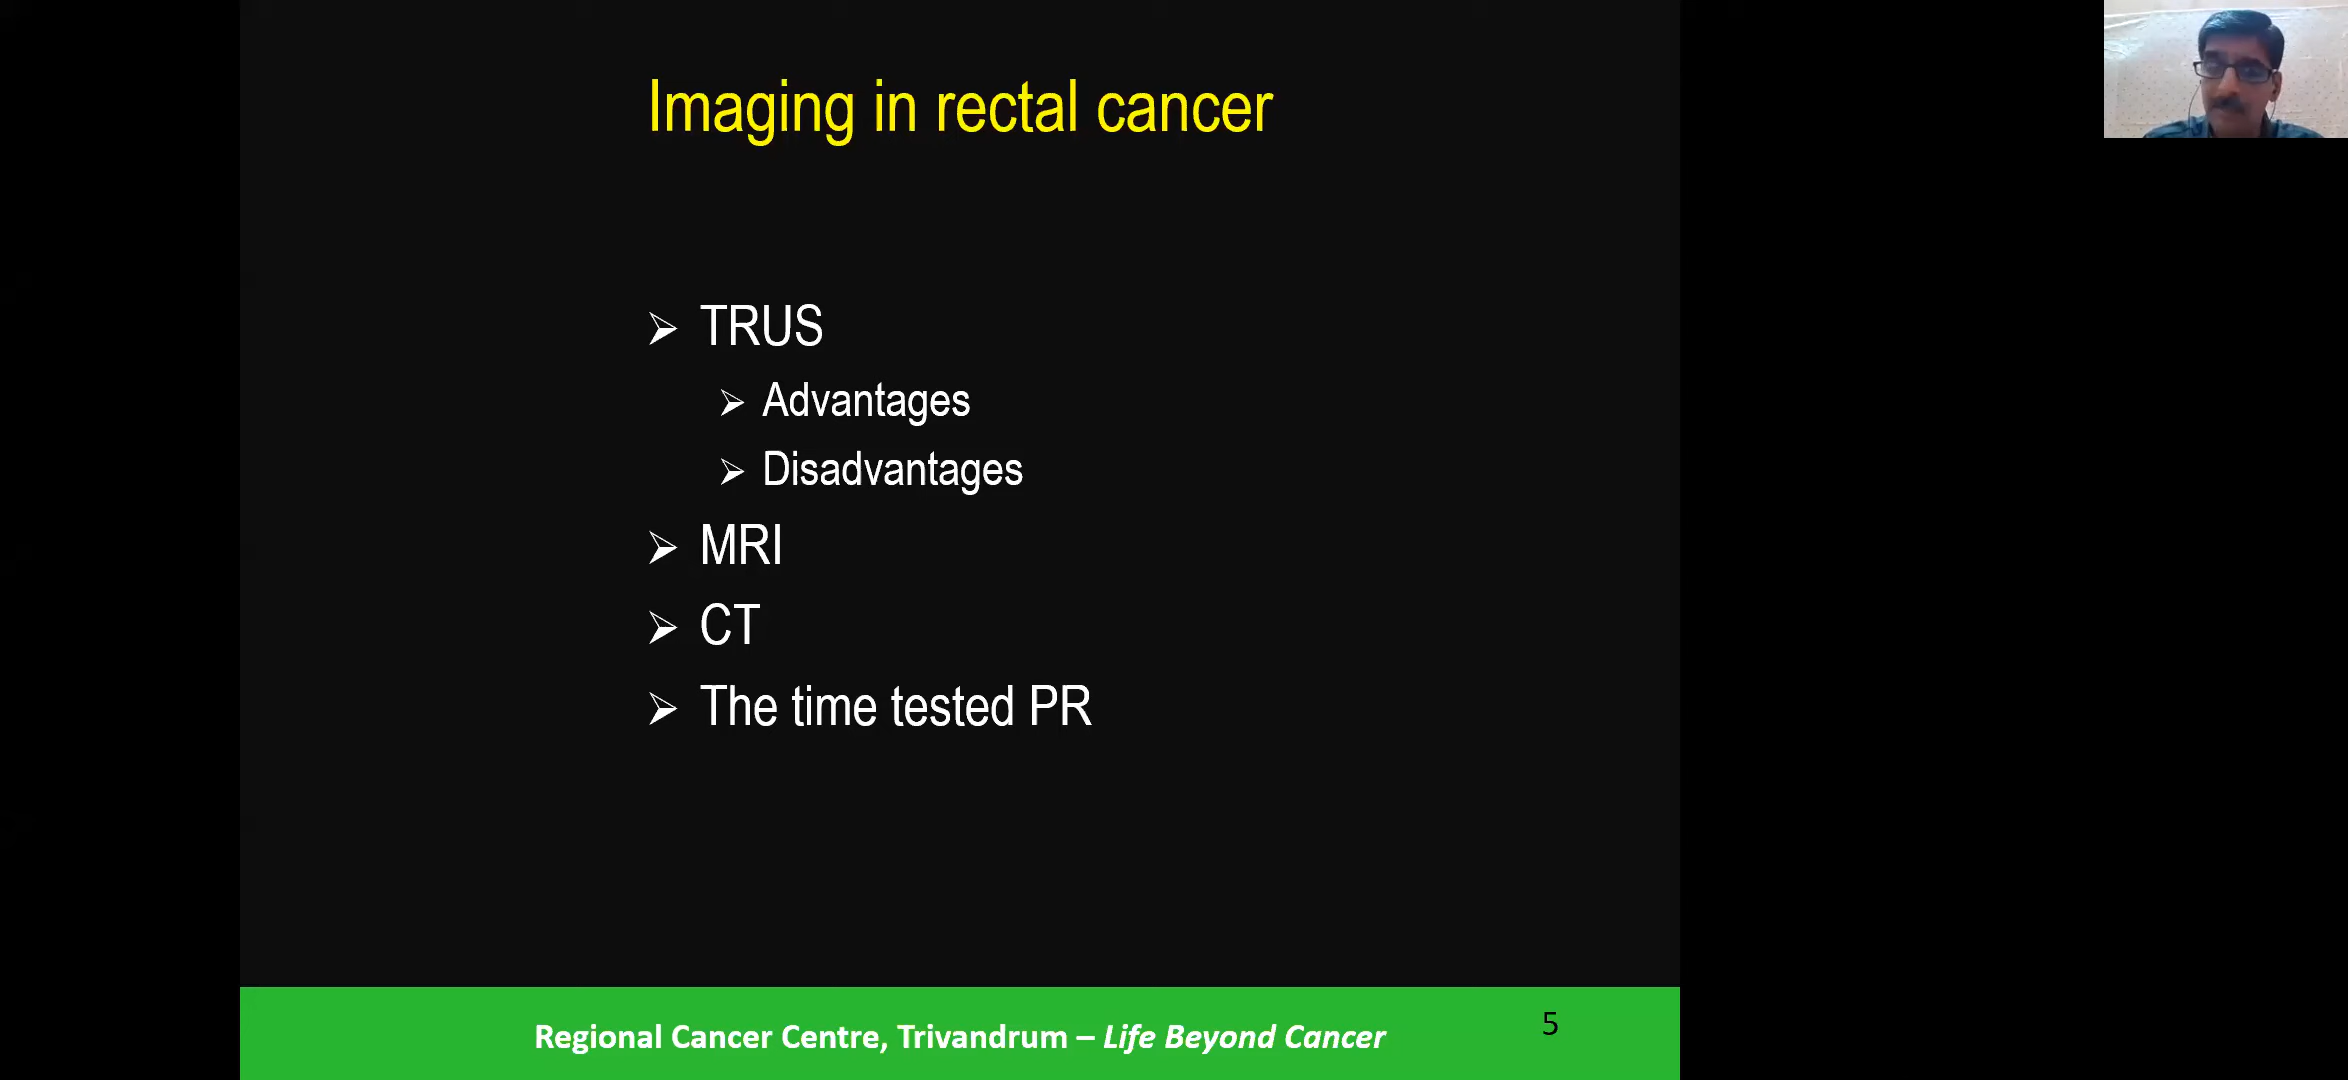 Imaging in rectal cancer
TRUS
Advantages
Disadvantages
MRI
CT
The time tested PR
Regional Cancer Centre, Trivandrum – Life Beyond Cancer
5